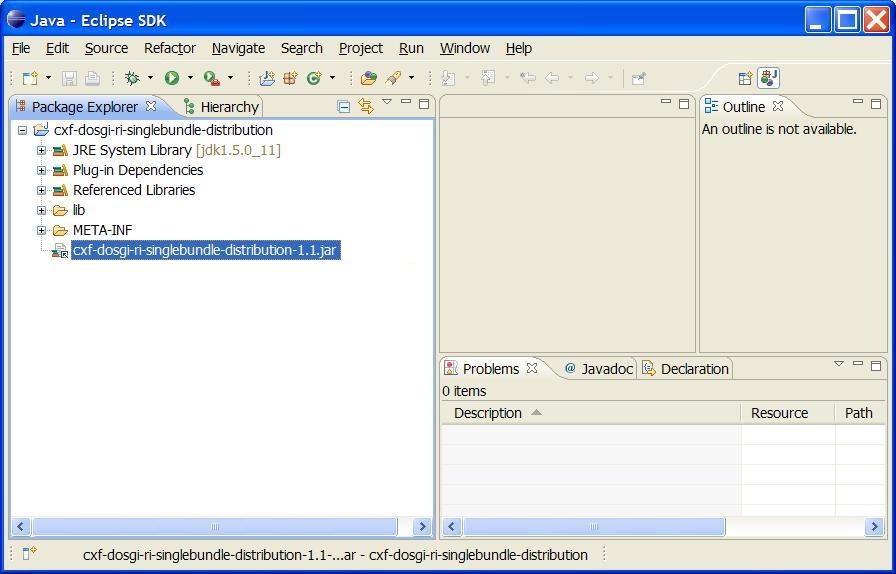 Java - Eclipse SDK
File Edit Source Refactor Navigate Search Project Run Window Help
Package Explorer Hierarchy
cxf-dosgi-ri-singlebundle-distribution
JRE System Library [jdk1.5.0_11]
Plug-in Dependencies
Referenced Libraries
lib
META-INF
cxf-dosgi-ri-singlebundle-distribution-1.1.jar
Outline
An outline is not available.
Problems @ Javadoc Declaration
0 items
Description Resource Path
cxf-dosgi-ri-singlebundle-distribution-1.1-...ar - cxf-dosgi-ri-singlebundle-distribution